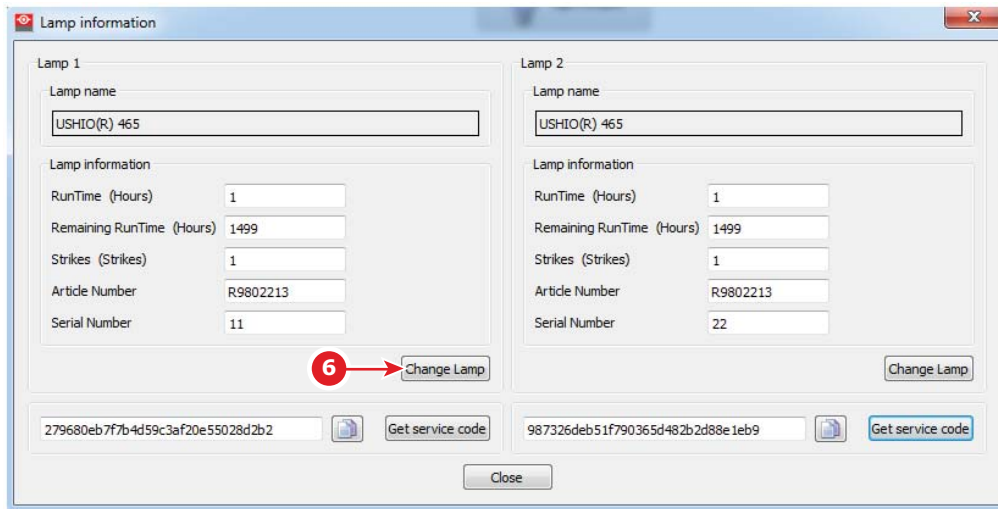 Lamp information
Lamp 1
Lamp name
USHIO(R) 465
Lamp information
RunTime (Hours) 1
Remaining RunTime (Hours) 1499
Strikes (Strikes) 1
Article Number R9802213
Serial Number 11
6 Change Lamp
279680eb7f7b4d59c3af20e55028d2b2 Get service code
Lamp 2
Lamp name
USHIO(R) 465
Lamp information
RunTime (Hours) 1
Remaining RunTime (Hours) 1499
Strikes (Strikes) 1
Article Number R9802213
Serial Number 22
Change Lamp
987326deb51f790365d482b2d88e1eb9 Get service code
Close